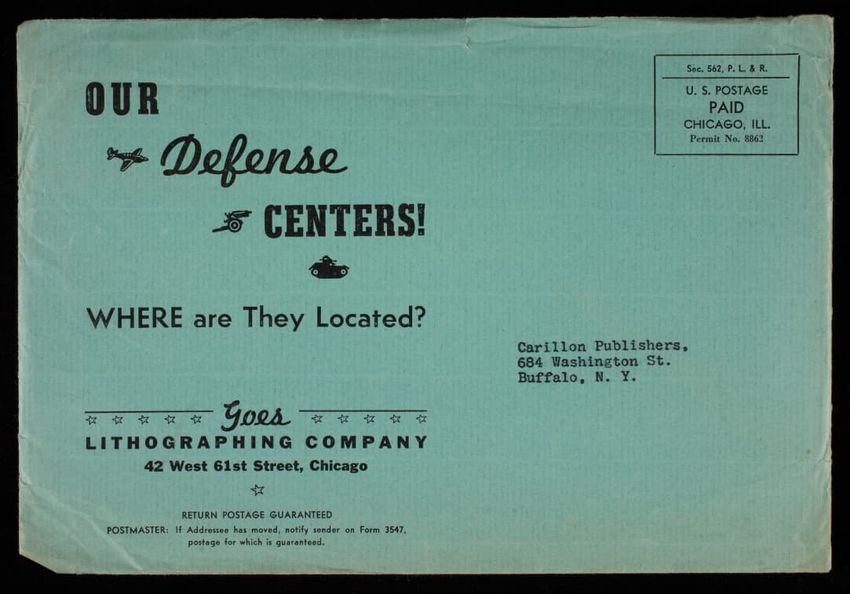 OUR
Defense
CENTERS!
WHERE are They Located?
Goes
LITHOGRAPHING COMPANY
42 West 61st Street, Chicago
RETURN POSTAGE GUARANTEED
POSTMASTER: If Addressee has moved, notify sender on Form 3547,
postage for which is guaranteed.
Sec. 562, P. L. & R.
U. S. POSTAGE
PAID
CHICAGO, ILL.
Permit No. 8862
Carillon Publishers,
684 Washington St.
Buffalo, N. Y.